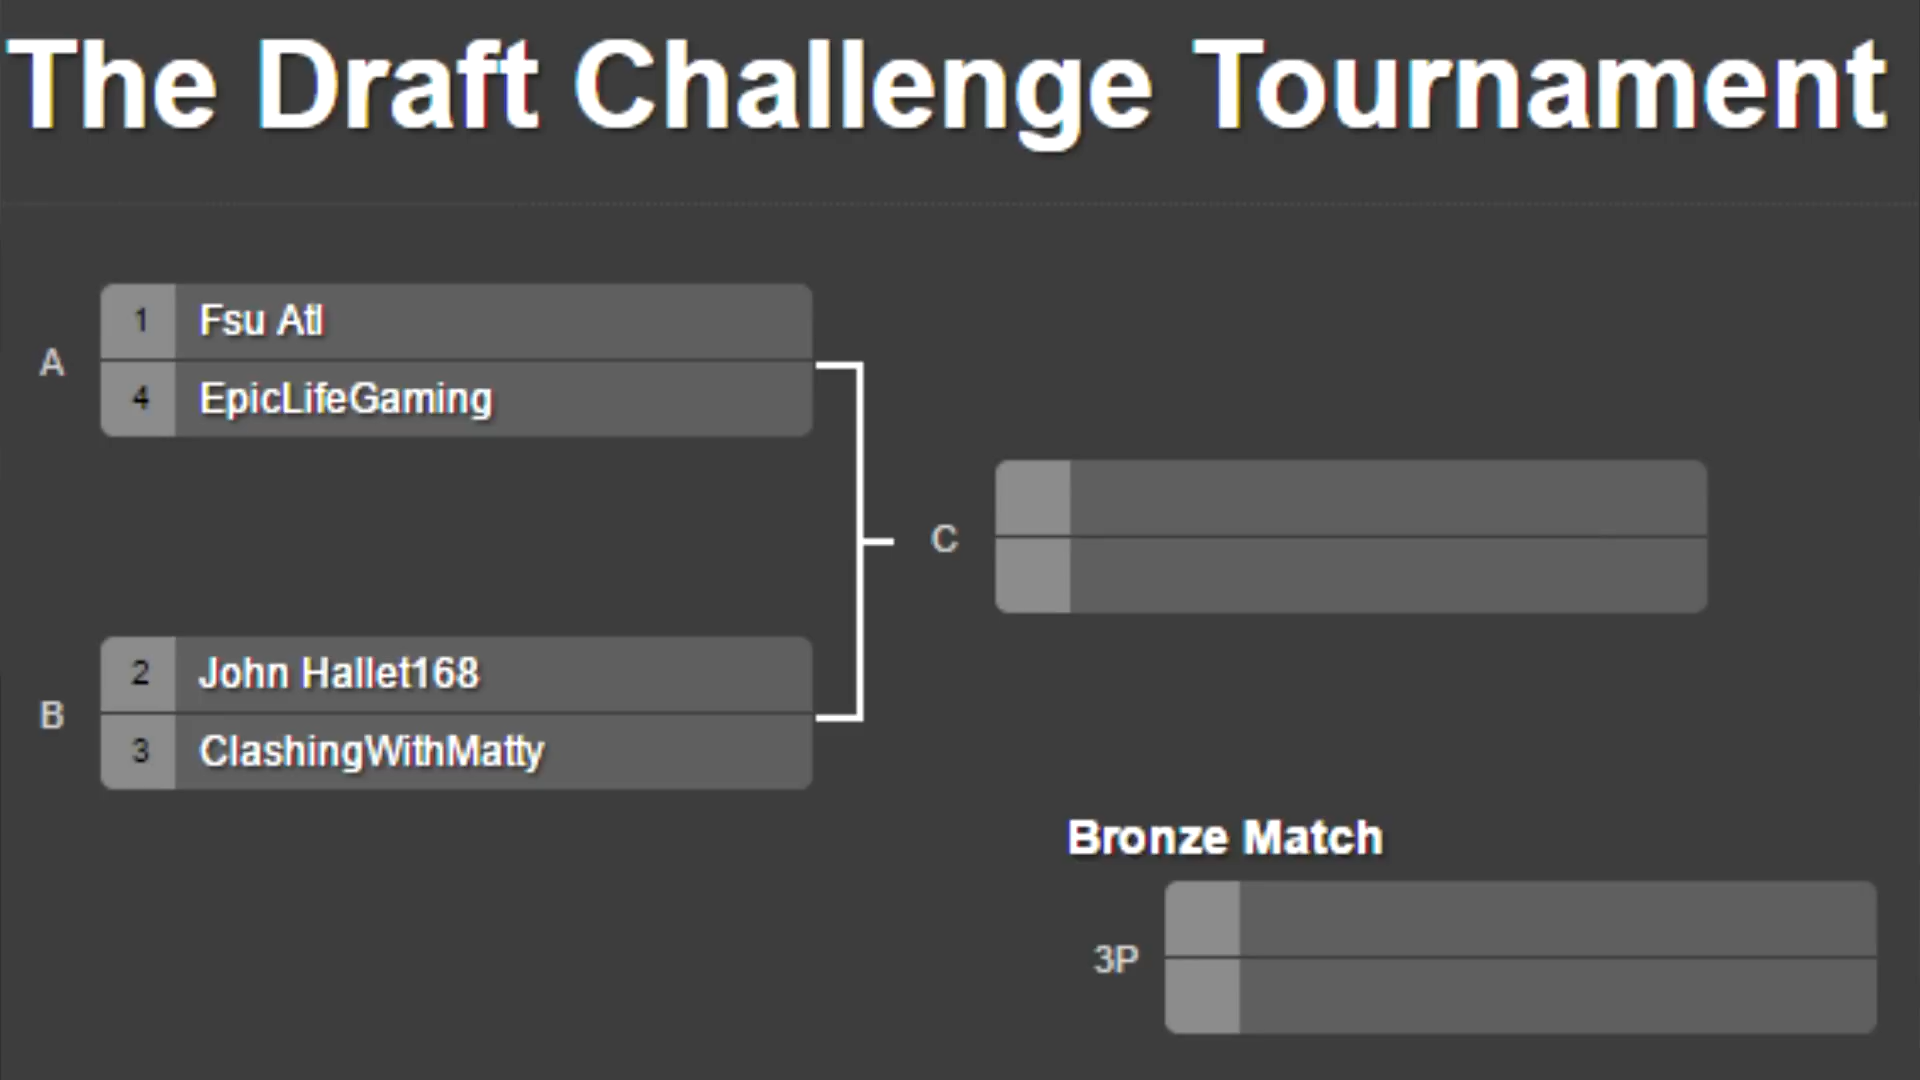 The Draft Challenge Tournament
A
1 Fsu Atl
4 EpicLifeGaming
C
B
2 John Hallet168
3 ClashingWithMatty
Bronze Match
3P